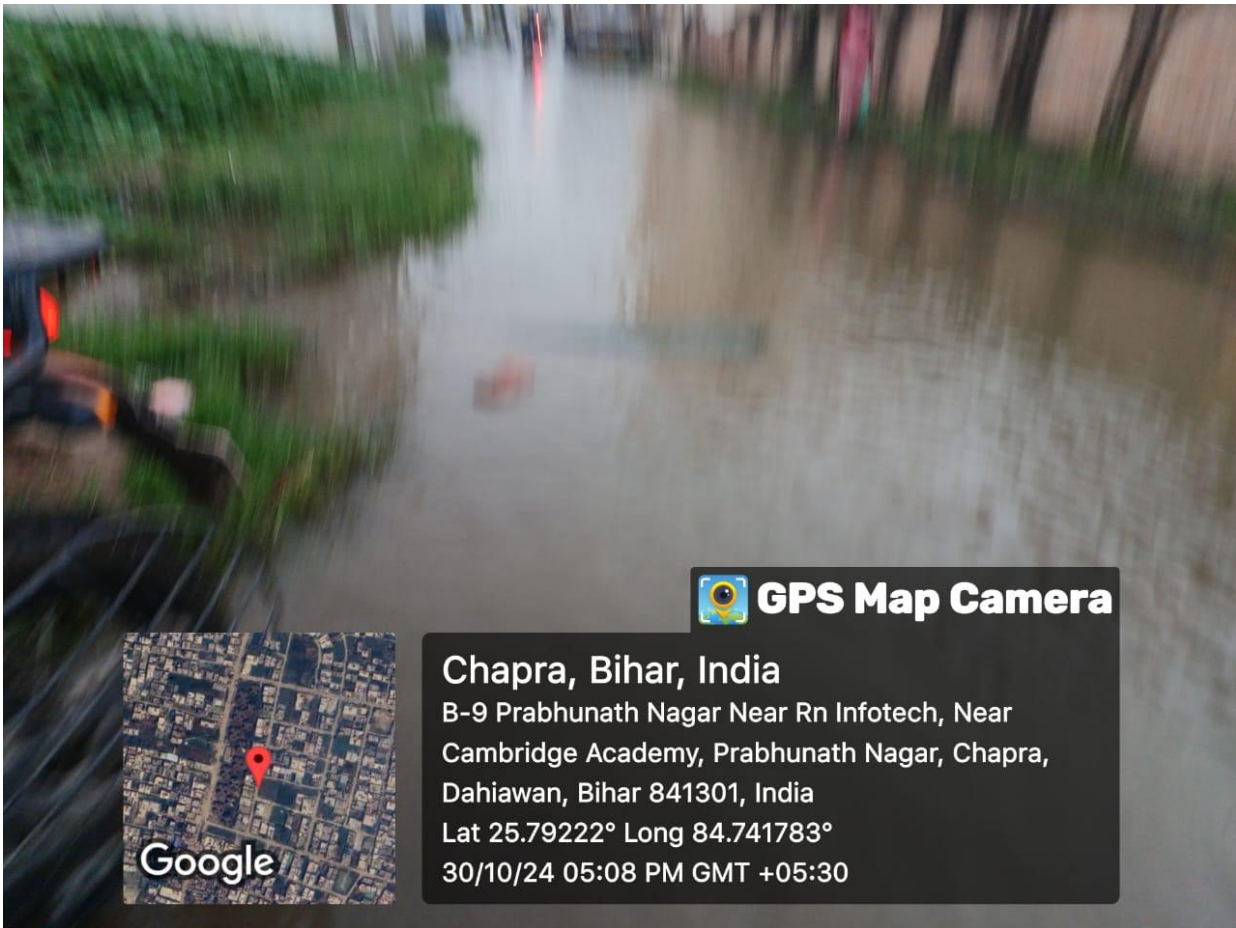 GPS Map Camera
Chapra, Bihar, India
B-9 Prabhunath Nagar Near Rn Infotech, Near
Cambridge Academy, Prabhunath Nagar, Chapra,
Dahiawan, Bihar 841301, India
Lat 25.79222° Long 84.741783°
30/10/24 05:08 PM GMT +05:30
Google